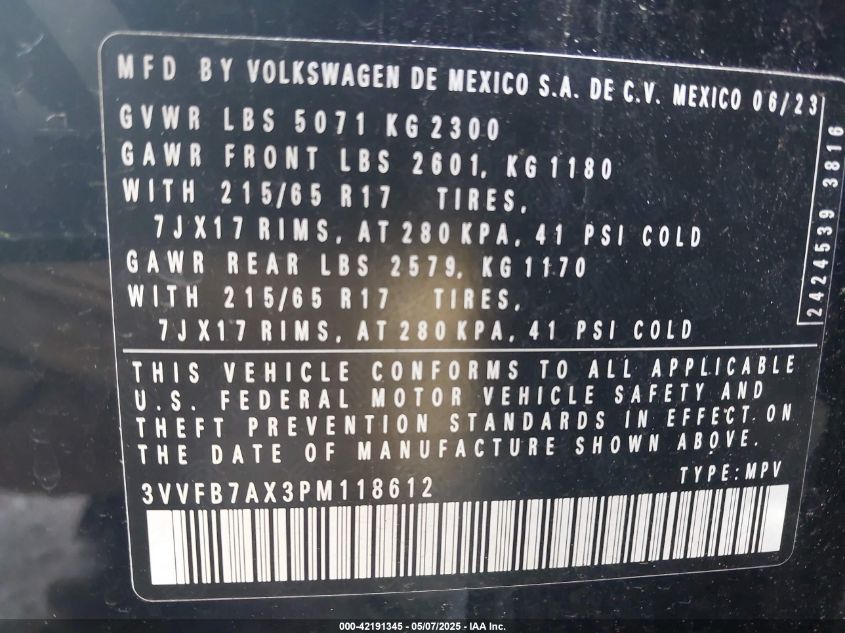 MFD BY VOLKSWAGEN DE MEXICO S.A. DE C.V. MEXICO 06/23
GVWR LBS 5071 KG 2300
GAWR FRONT LBS 2601, KG 1180
WITH 215/65 R17 TIRES,
7JX17 RIMS, AT 280 KPA, 41 PSI COLD
GAWR REAR LBS 2579, KG 1170
WITH 215/65 R17 TIRES,
7JX17 RIMS, AT 280 KPA, 41 PSI COLD
2424539 3816
THIS VEHICLE CONFORMS TO ALL APPLICABLE
U.S. FEDERAL MOTOR VEHICLE SAFETY AND
THEFT PREVENTION STANDARDS IN EFFECT ON
THE DATE OF MANUFACTURE SHOWN ABOVE.
3VVFB7AX3PM118612 TYPE: MPV
000-42191345 - 05/07/2025 - IAA Inc.